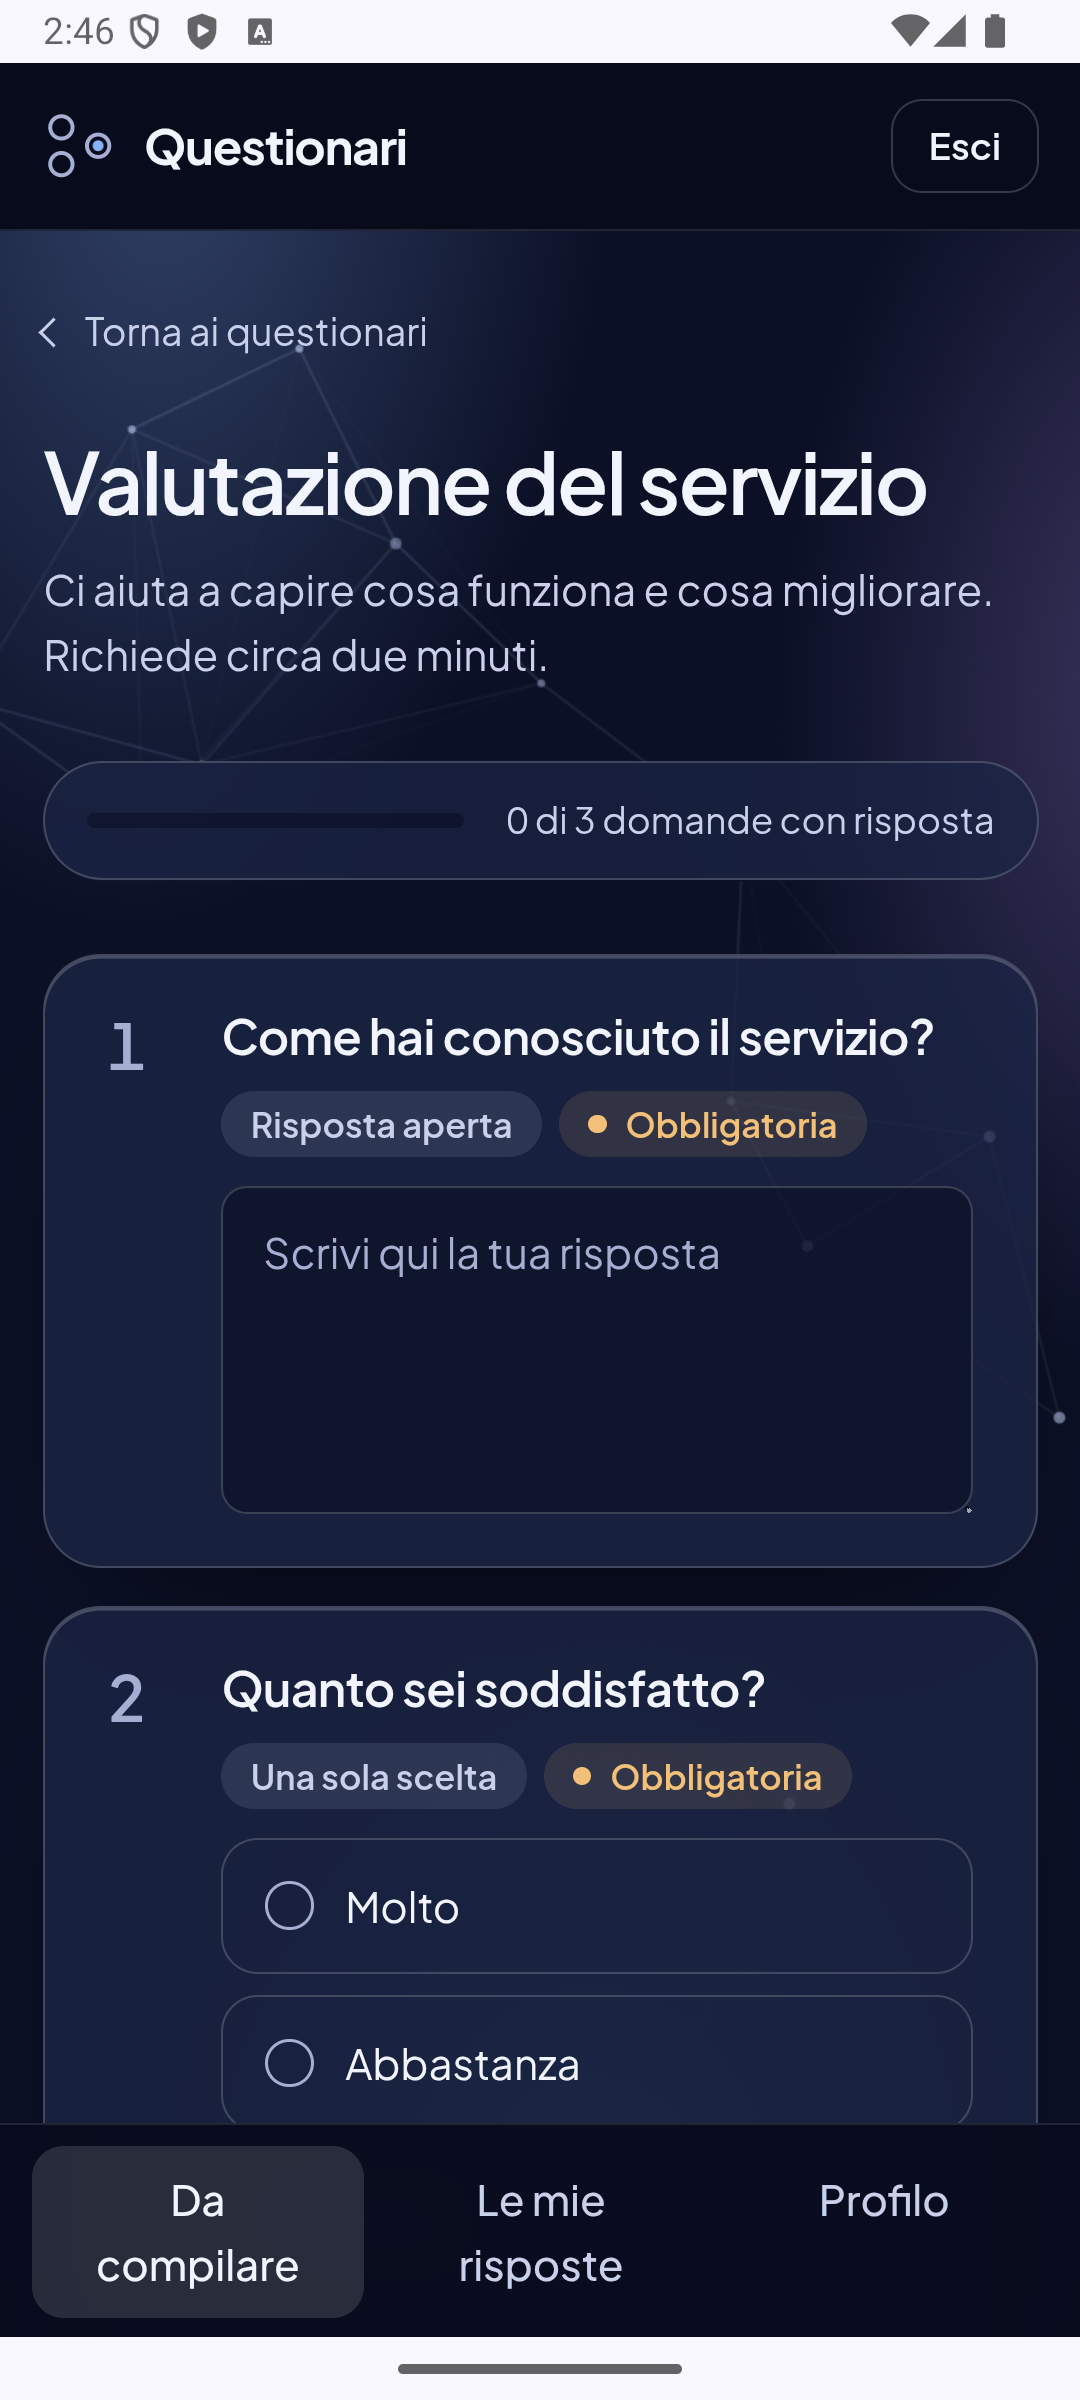 2:46
Questionari
Esci
Torna ai questionari
Valutazione del servizio
Ci aiuta a capire cosa funziona e cosa migliorare.
Richiede circa due minuti.
0 di 3 domande con risposta
1
Come hai conosciuto il servizio?
Risposta aperta
Obbligatoria
Scrivi qui la tua risposta
2
Quanto sei soddisfatto?
Una sola scelta
Obbligatoria
Molto
Abbastanza
Da
compilare
Le mie
risposte
Profilo